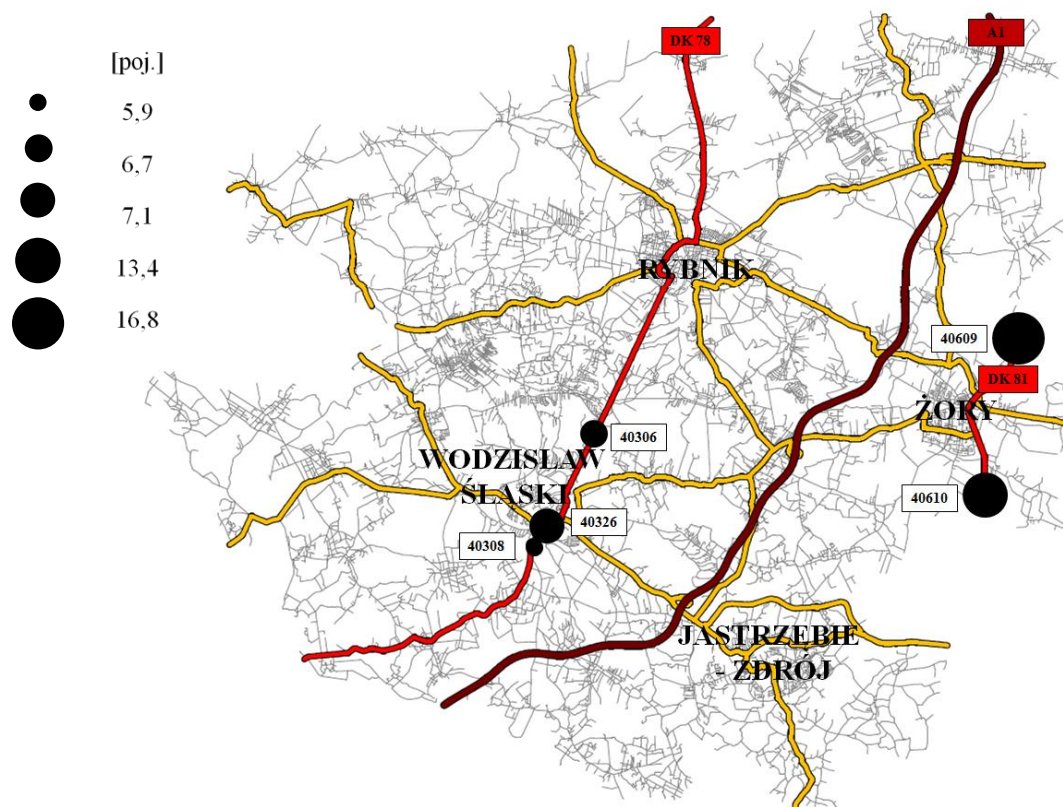 [poj.]
5,9
6,7
7,1
13,4
16,8
DK 78
A1
RYBNIK
40609
DK 81
ŻORY
40306
WODZISŁAW
ŚLĄSKI
40610
40326
40308
JASTRZĘBIE
- ZDRÓJ